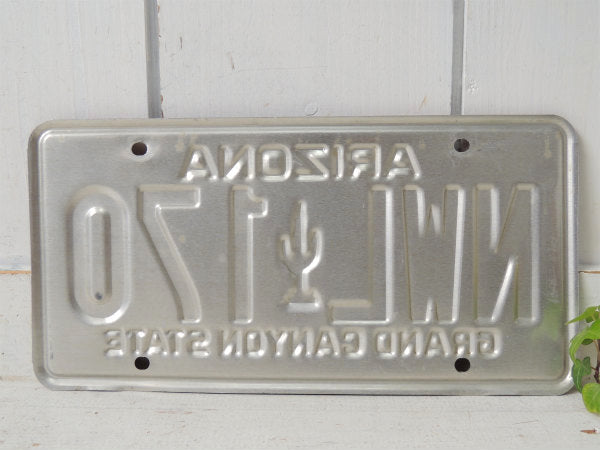 ARIZONA
NWL 170
GRAND CANYON STATE